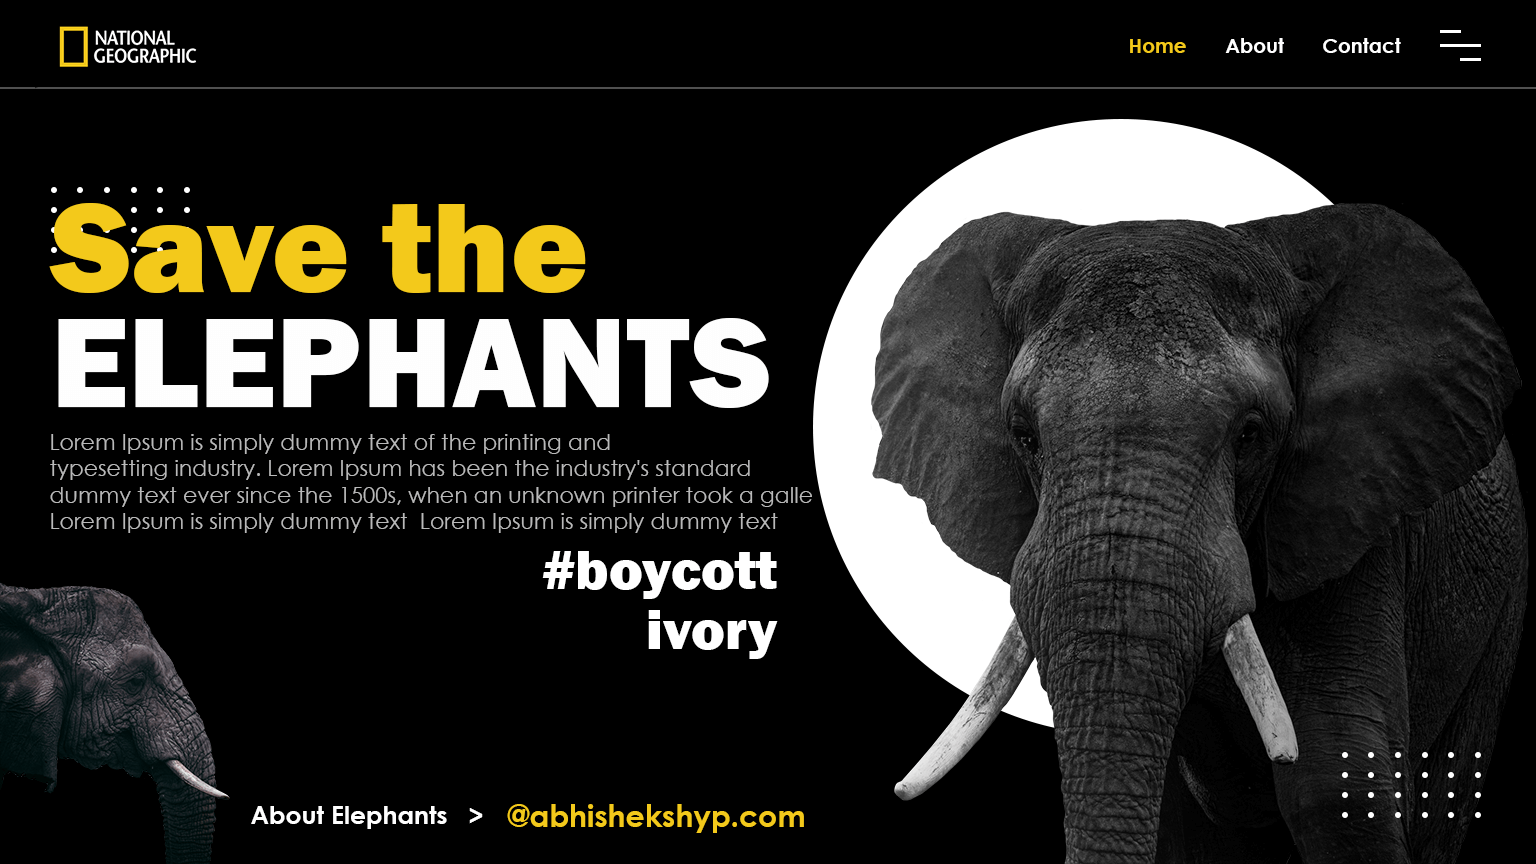 NATIONAL
GEOGRAPHIC
Home About Contact
Save the
ELEPHANTS
Lorem Ipsum is simply dummy text of the printing and
typesetting industry. Lorem Ipsum has been the industry's standard
dummy text ever since the 1500s, when an unknown printer took a galle
Lorem Ipsum is simply dummy text  Lorem Ipsum is simply dummy text
#boycott
ivory
About Elephants > @abhishekshyp.com